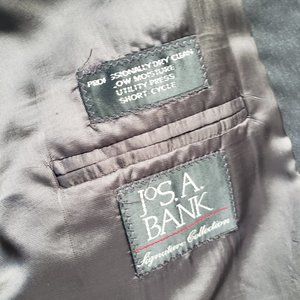 PROFESSIONALLY DRY CLEAN
LOW MOISTURE
UTILITY PRESS
SHORT CYCLE
JOS. A.
BANK
Signature Collection